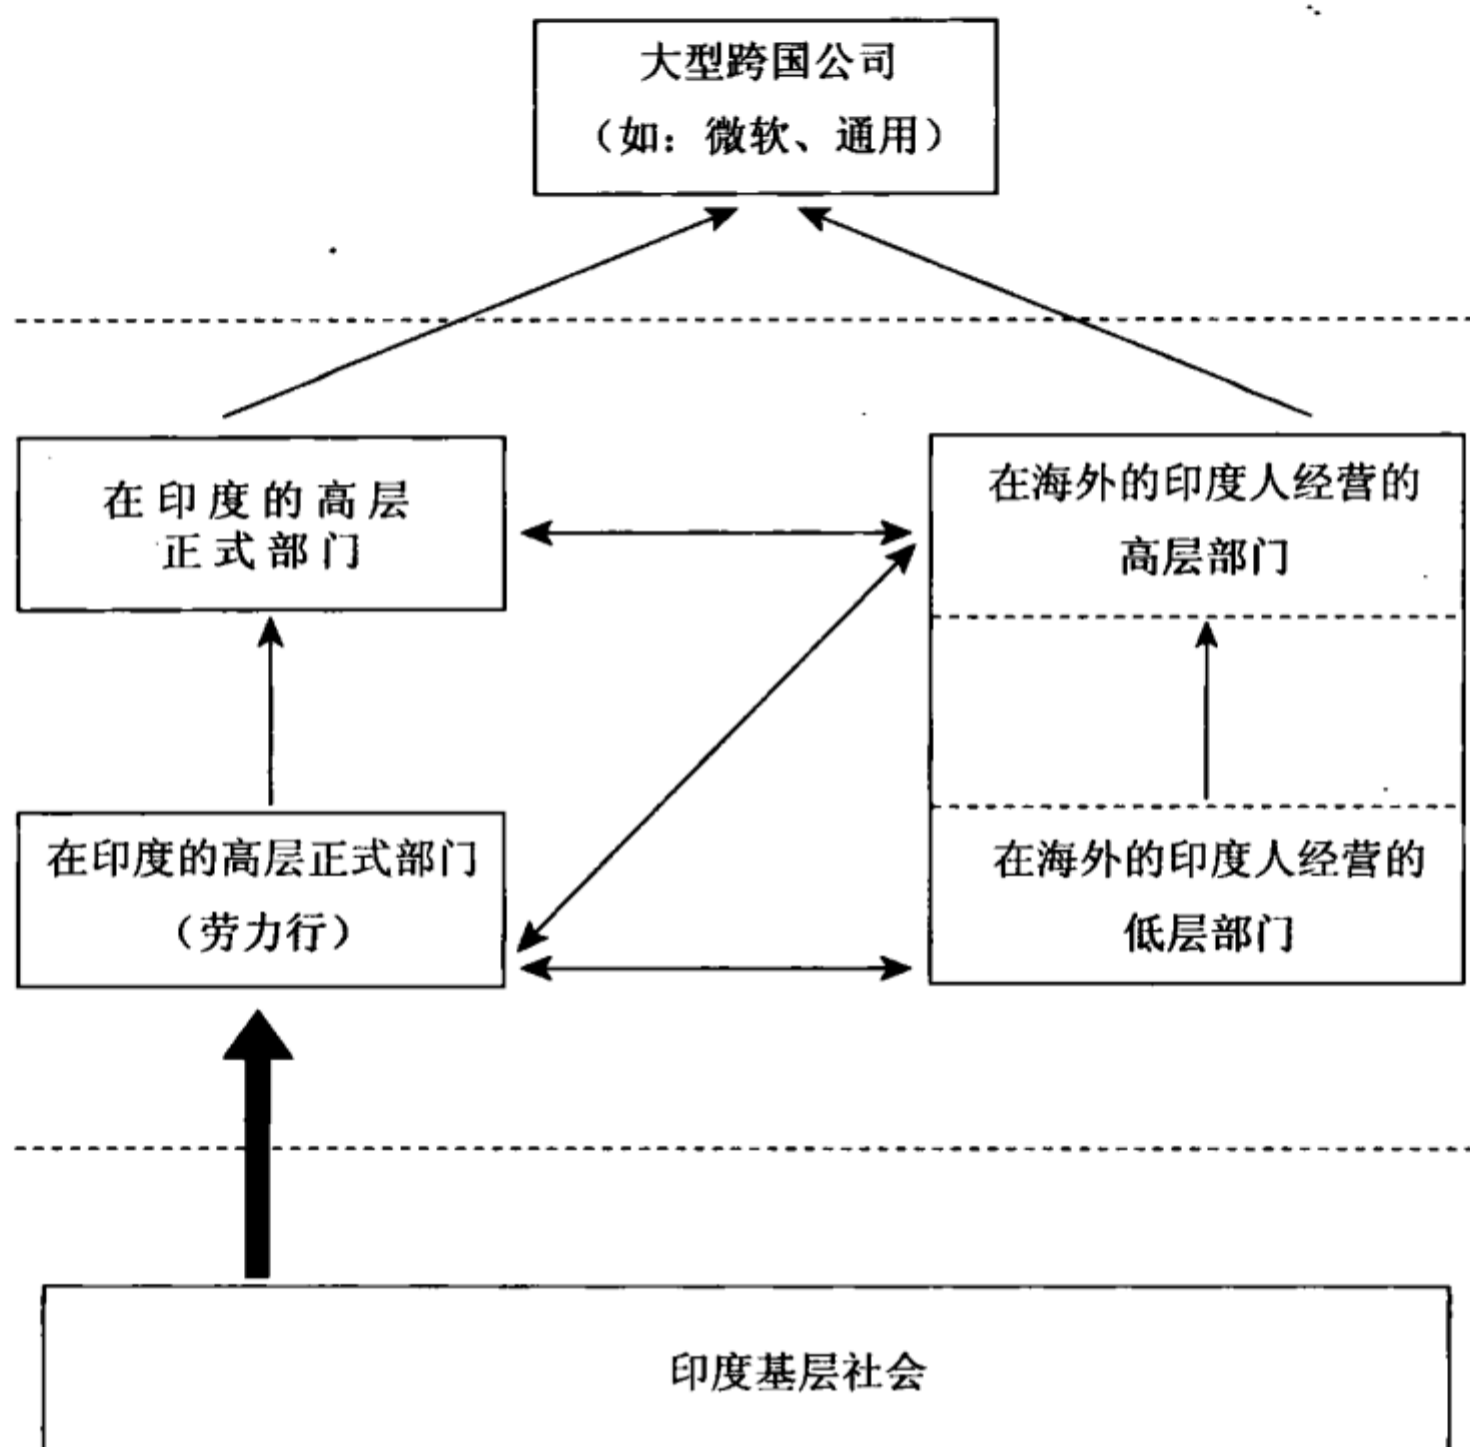 大型跨国公司
（如：微软、通用）
在印度的高层
正式部门
在海外的印度人经营的
高层部门
在印度的高层正式部门
（劳力行）
在海外的印度人经营的
低层部门
印度基层社会